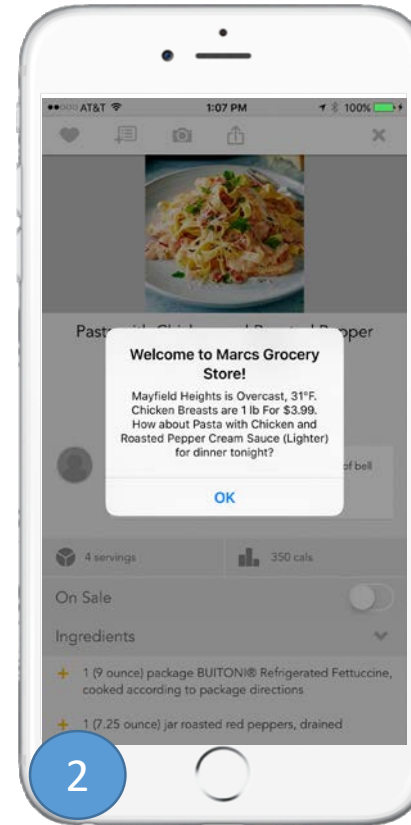 AT&T 1:07 PM 100%
Past
pper
Welcome to Marcs Grocery
Store!
Mayfield Heights is Overcast, 31°F.
Chicken Breasts are 1 lb For $3.99.
How about Pasta with Chicken and
Roasted Pepper Cream Sauce (Lighter)
for dinner tonight?
of bell
OK
4 servings 350 cals
On Sale
Ingredients
+ 1 (9 ounce) package BUITONI® Refrigerated Fettuccine,
cooked according to package directions
+ 1 (7.25 ounce) jar roasted red peppers, drained
2